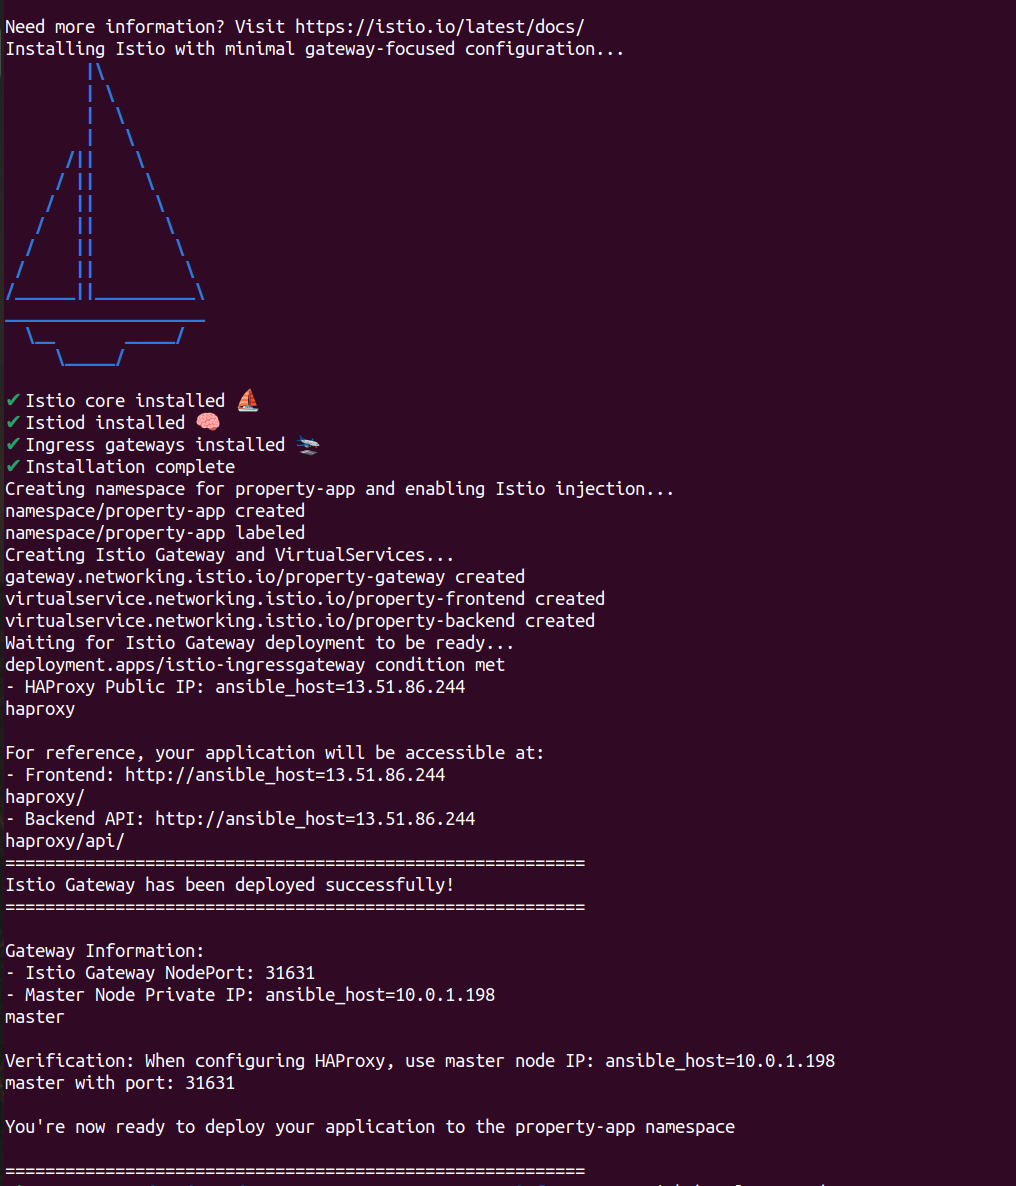 Need more information? Visit https://istio.io/latest/docs/
Installing Istio with minimal gateway-focused configuration...
✔ Istio core installed ⛵
✔ Istiod installed 🧠
✔ Ingress gateways installed 🛬
✔ Installation complete
Creating namespace for property-app and enabling Istio injection...
namespace/property-app created
namespace/property-app labeled
Creating Istio Gateway and VirtualServices...
gateway.networking.istio.io/property-gateway created
virtualservice.networking.istio.io/property-frontend created
virtualservice.networking.istio.io/property-backend created
Waiting for Istio Gateway deployment to be ready...
deployment.apps/istio-ingressgateway condition met
- HAProxy Public IP: ansible_host=13.51.86.244
haproxy
For reference, your application will be accessible at:
- Frontend: http://ansible_host=13.51.86.244
haproxy/
- Backend API: http://ansible_host=13.51.86.244
haproxy/api/
==========================================================
Istio Gateway has been deployed successfully!
==========================================================
Gateway Information:
- Istio Gateway NodePort: 31631
- Master Node Private IP: ansible_host=10.0.1.198
master
Verification: When configuring HAProxy, use master node IP: ansible_host=10.0.1.198
master with port: 31631
You're now ready to deploy your application to the property-app namespace
==========================================================